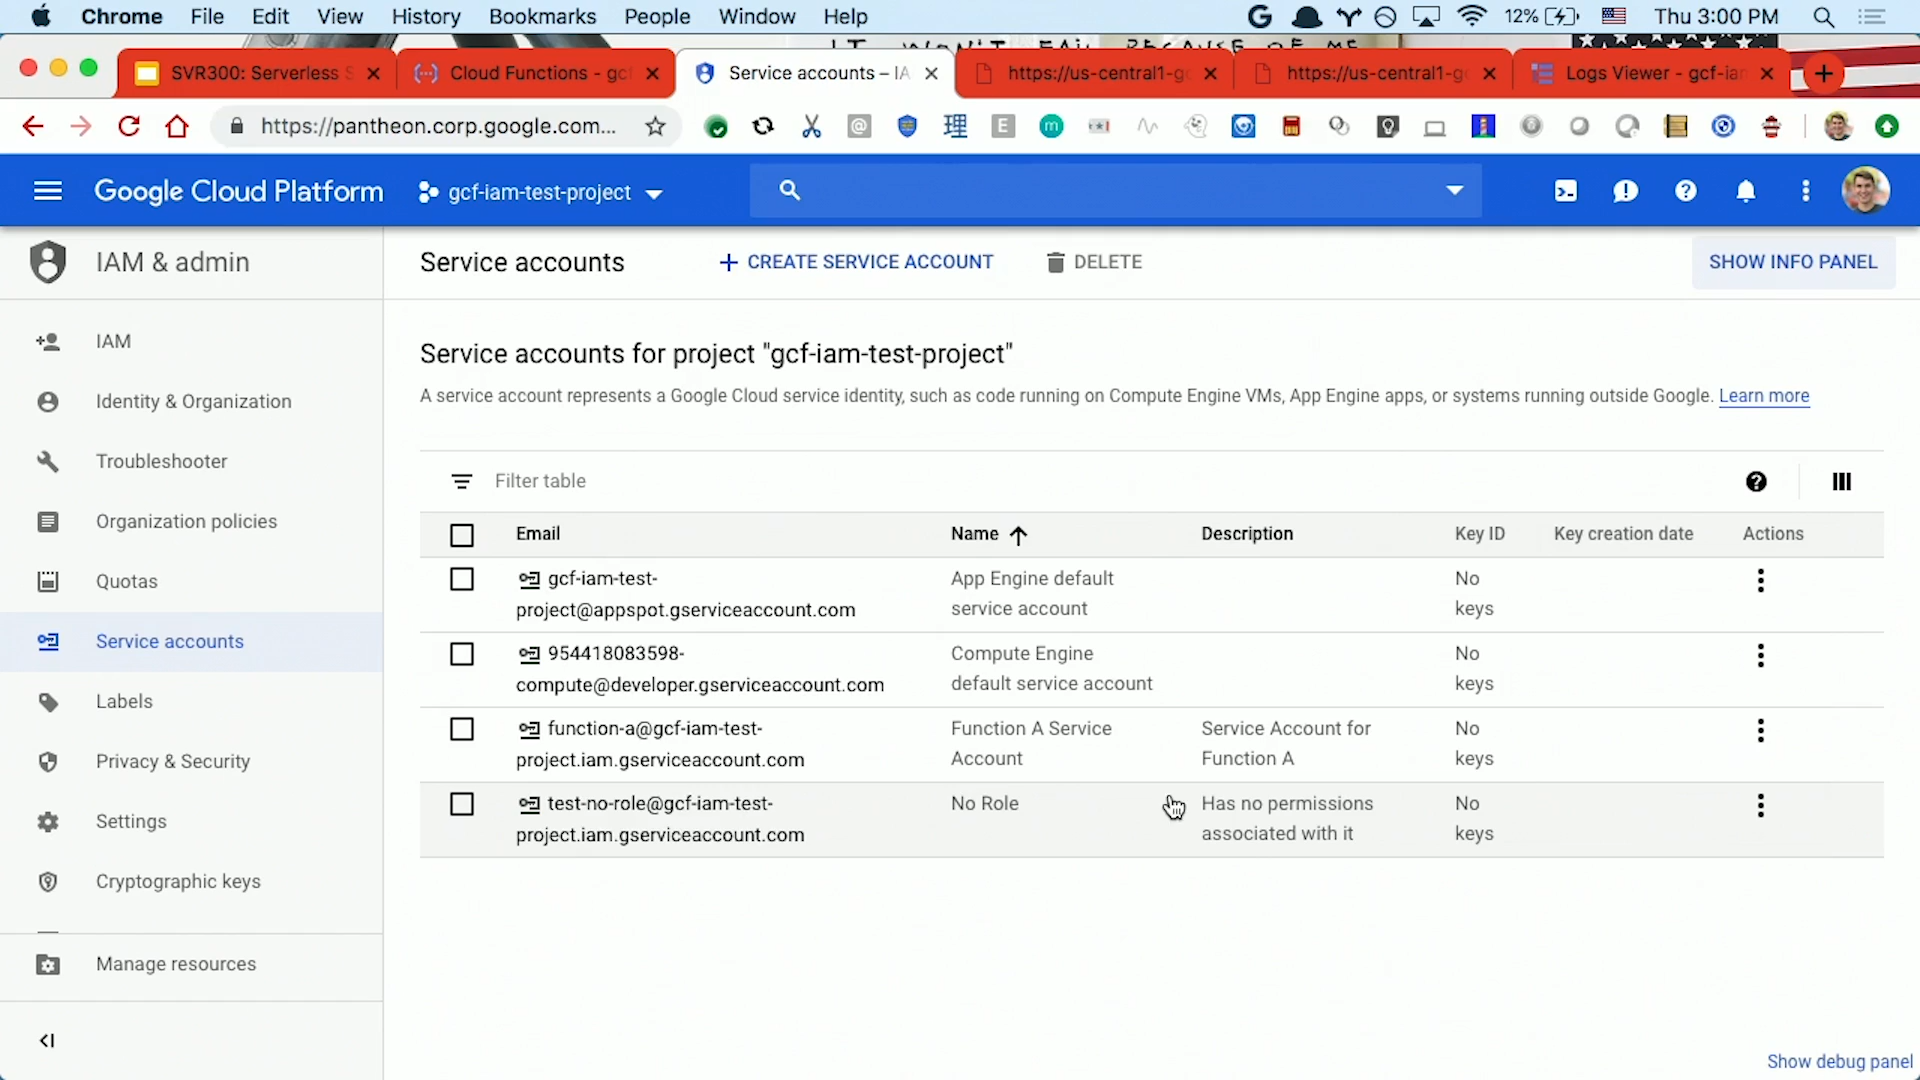 Chrome File Edit View History Bookmarks People Window Help 12% Thu 3:00 PM
SVR300: Serverless S Cloud Functions - gcf Service accounts – IA https://us-central1-gc https://us-central1-gc Logs Viewer - gcf-iam
https://pantheon.corp.google.com...
Google Cloud Platform gcf-iam-test-project
IAM & admin
Service accounts CREATE SERVICE ACCOUNT DELETE SHOW INFO PANEL
IAM
Identity & Organization
Troubleshooter
Organization policies
Quotas
Service accounts
Labels
Privacy & Security
Settings
Cryptographic keys
Manage resources
Service accounts for project "gcf-iam-test-project"
A service account represents a Google Cloud service identity, such as code running on Compute Engine VMs, App Engine apps, or systems running outside Google. Learn more
Filter table
Email Name Description Key ID Key creation date Actions
gcf-iam-test- App Engine default No
project@appspot.gserviceaccount.com service account keys
954418083598- Compute Engine No
compute@developer.gserviceaccount.com default service account keys
function-a@gcf-iam-test- Function A Service Service Account for No
project.iam.gserviceaccount.com Account Function A keys
test-no-role@gcf-iam-test- No Role Has no permissions No
project.iam.gserviceaccount.com associated with it keys
Show debug panel